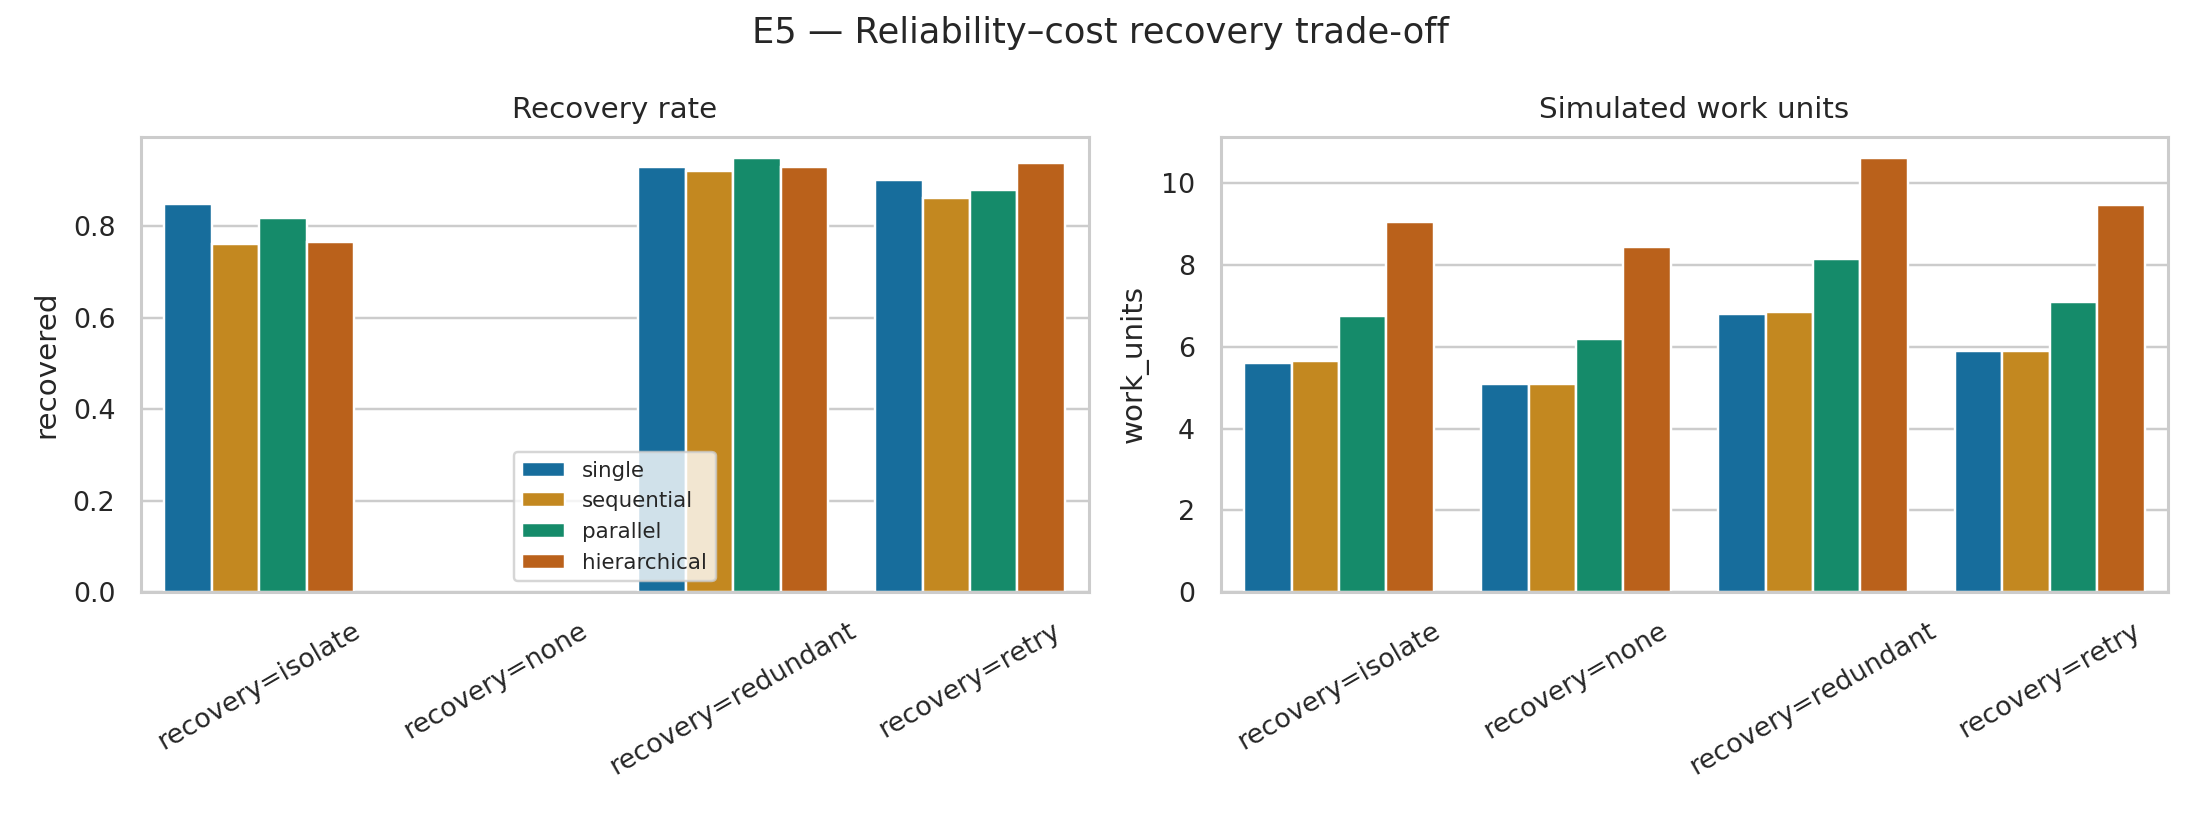 E5 — Reliability–cost recovery trade-off
Recovery rate
recovered
0.8
0.6
0.4
0.2
0.0
single
sequential
parallel
hierarchical
recovery=isolate
recovery=none
recovery=redundant
recovery=retry
Simulated work units
work_units
10
8
6
4
2
0
recovery=isolate
recovery=none
recovery=redundant
recovery=retry